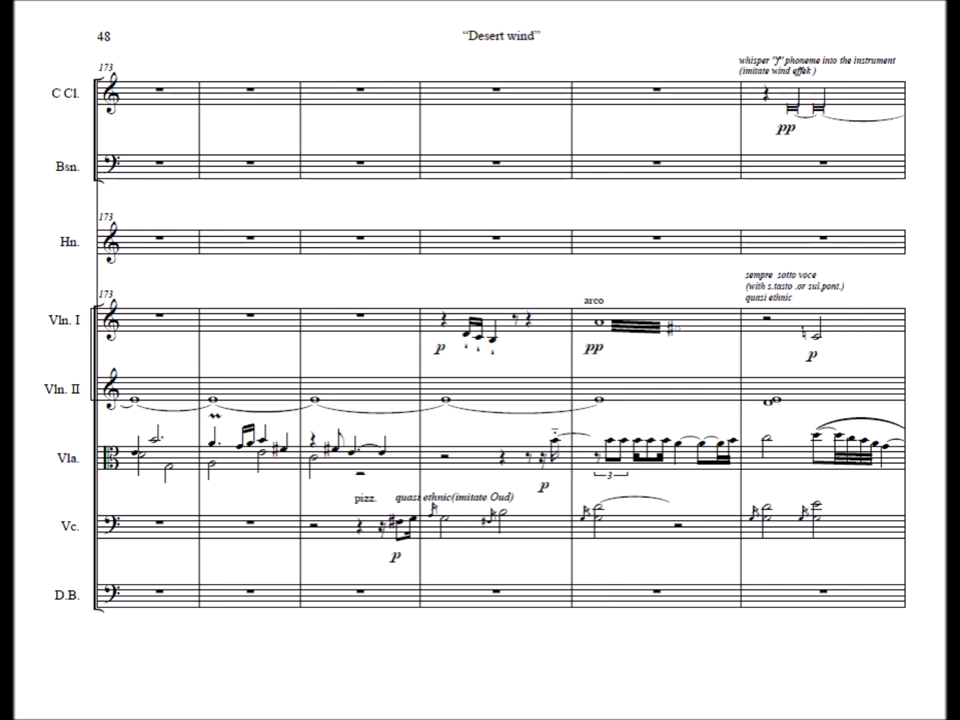 48
“Desert wind”
whisper "f" phoneme into the instrument
(imitate wind effek )
173
C Cl.
pp
Bsn.
173
Hn.
sempre sotto voce
(with s.tasto .or sul.pont.)
quasi ethnic
173
arco
Vln. I
p
pp
p
Vln. II
Vla.
3
p
pizz.
quasi ethnic(imitate Oud)
Vc.
p
D.B.